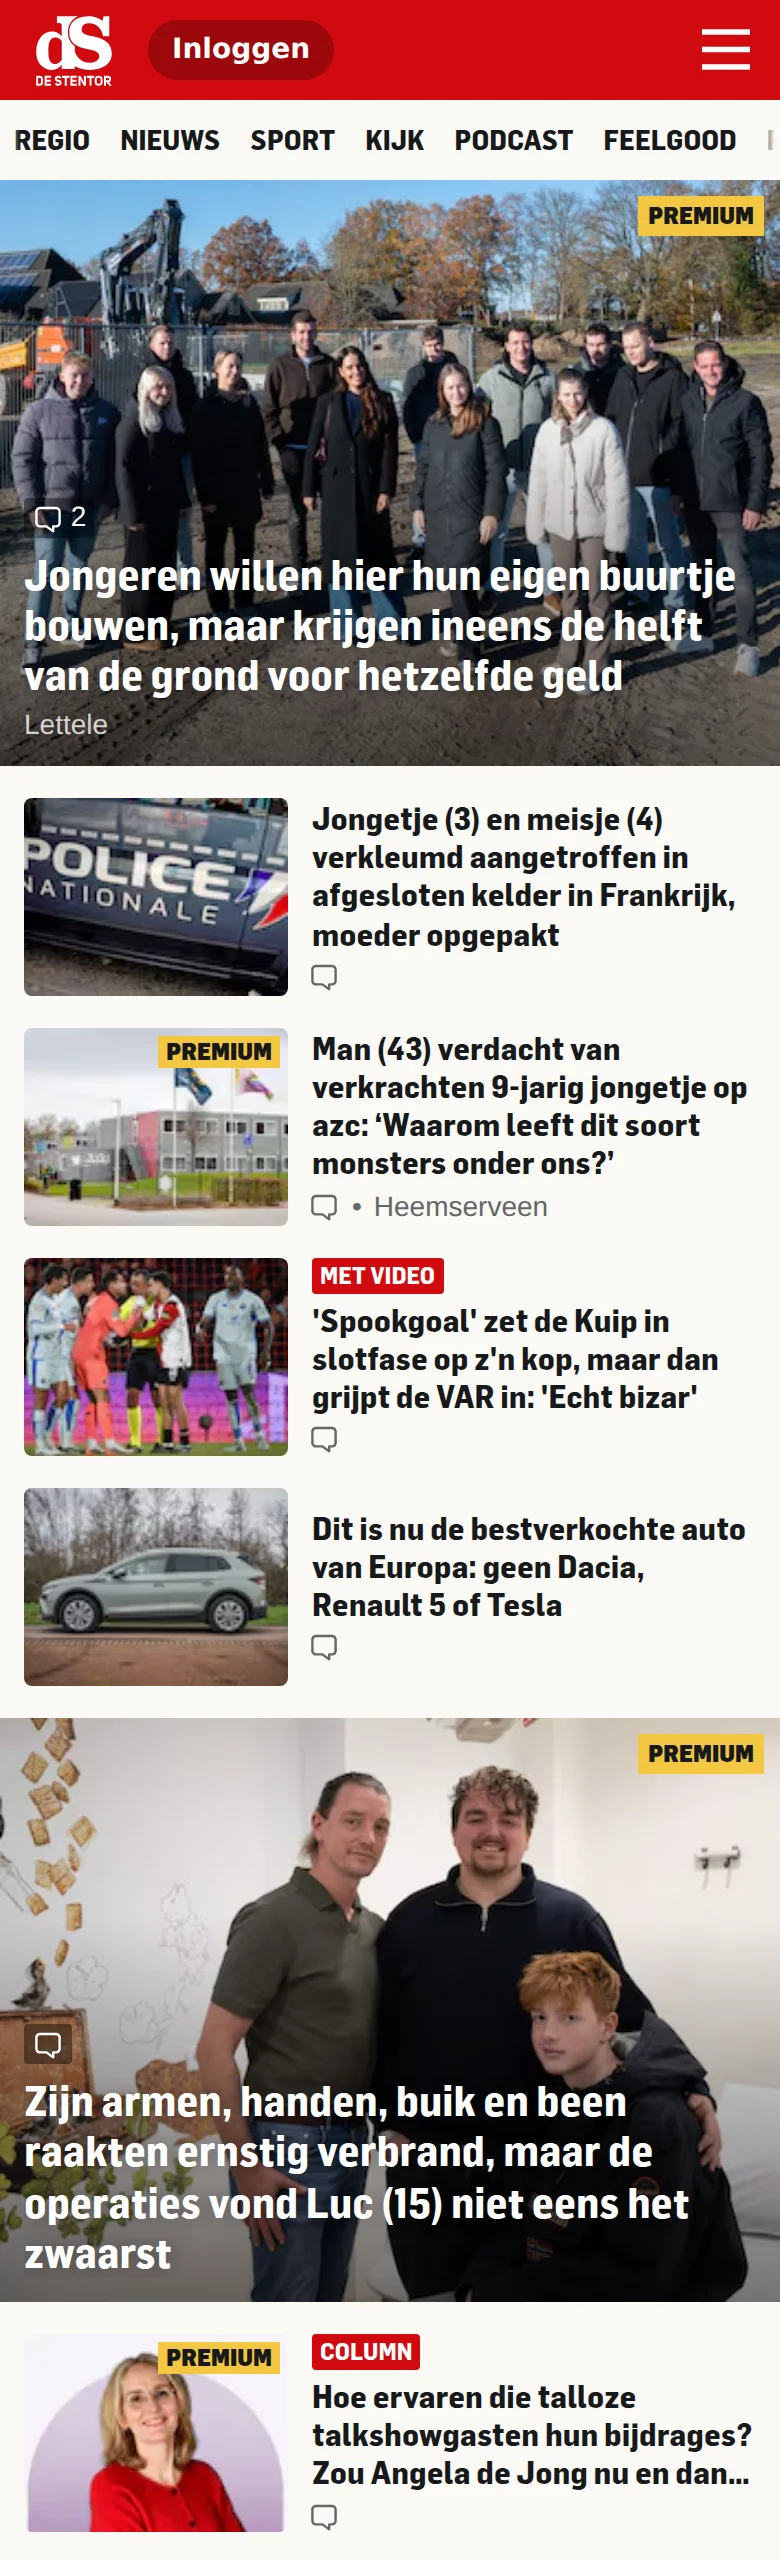 dS
DE STENTOR
Inloggen
REGIO NIEUWS SPORT KIJK PODCAST FEELGOOD
PREMIUM
2
Jongeren willen hier hun eigen buurtje
bouwen, maar krijgen ineens de helft
van de grond voor hetzelfde geld
Lettele
POLICE
NATIONALE
Jongetje (3) en meisje (4)
verkleumd aangetroffen in
afgesloten kelder in Frankrijk,
moeder opgepakt
PREMIUM
Man (43) verdacht van
verkrachten 9-jarig jongetje op
azc: ‘Waarom leeft dit soort
monsters onder ons?’
• Heemserveen
MET VIDEO
'Spookgoal' zet de Kuip in
slotfase op z'n kop, maar dan
grijpt de VAR in: 'Echt bizar'
Dit is nu de bestverkochte auto
van Europa: geen Dacia,
Renault 5 of Tesla
PREMIUM
Zijn armen, handen, buik en been
raakten ernstig verbrand, maar de
operaties vond Luc (15) niet eens het
zwaarst
PREMIUM
COLUMN
Hoe ervaren die talloze
talkshowgasten hun bijdrages?
Zou Angela de Jong nu en dan...